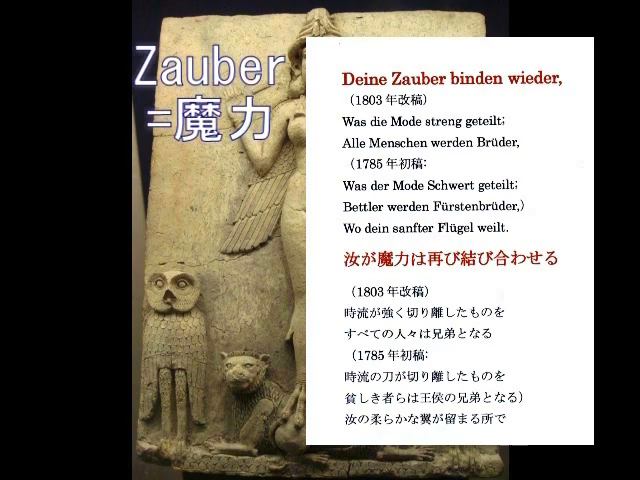 Zauber
=魔力
Deine Zauber binden wieder,
（1803 年改稿）
Was die Mode streng geteilt;
Alle Menschen werden Brüder,
（1785 年初稿:
Was der Mode Schwert geteilt;
Bettler werden Fürstenbrüder,）
Wo dein sanfter Flügel weilt.
汝が魔力は再び結び合わせる
（1803 年改稿）
時流が強く切り離したものを
すべての人々は兄弟となる
（1785 年初稿:
時流の刀が切り離したものを
貧しき者らは王侯の兄弟となる）
汝の柔らかな翼が留まる所で